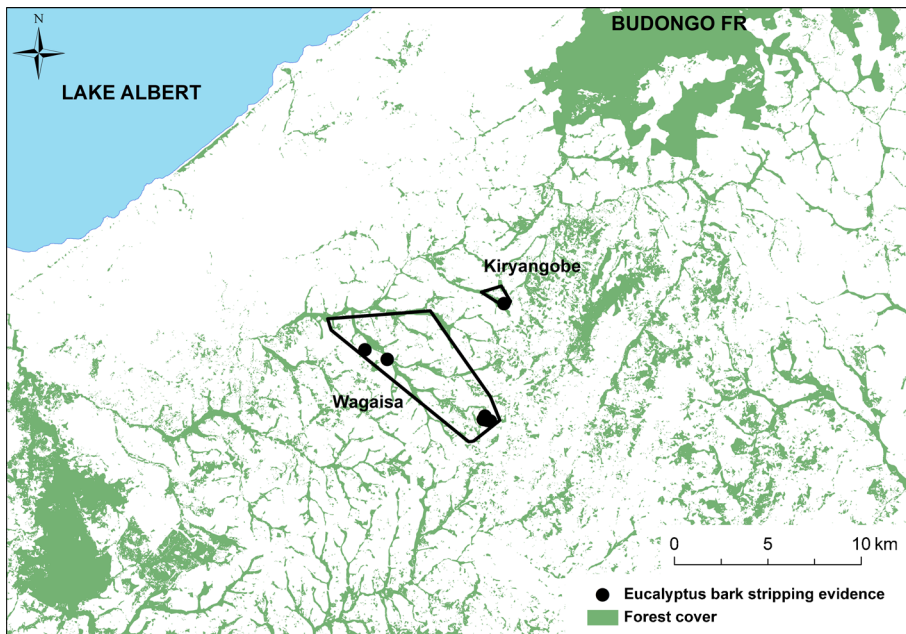 N
BUDONGO FR
LAKE ALBERT
Kiryangobe
Wagaisa
0 5 10 km
Eucalyptus bark stripping evidence
Forest cover